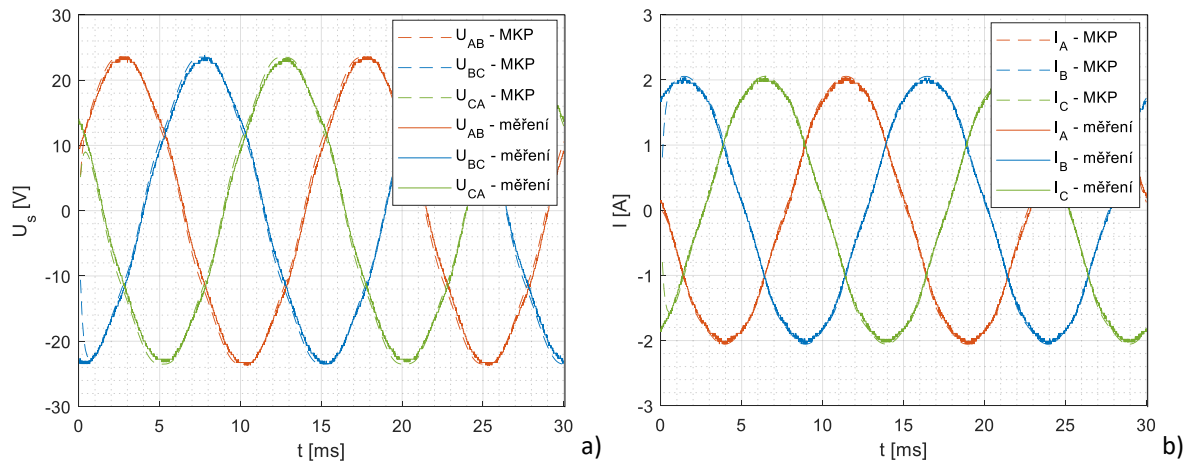 30
20
10
0
-10
-20
-30
U_s [V]
0
5
10
15
20
25
30
t [ms]
U_AB - MKP
U_BC - MKP
U_CA - MKP
U_AB - měření
U_BC - měření
U_CA - měření
a)
3
2
1
0
-1
-2
-3
I [A]
0
5
10
15
20
25
30
t [ms]
I_A - MKP
I_B - MKP
I_C - MKP
I_A - měření
I_B - měření
I_C - měření
b)